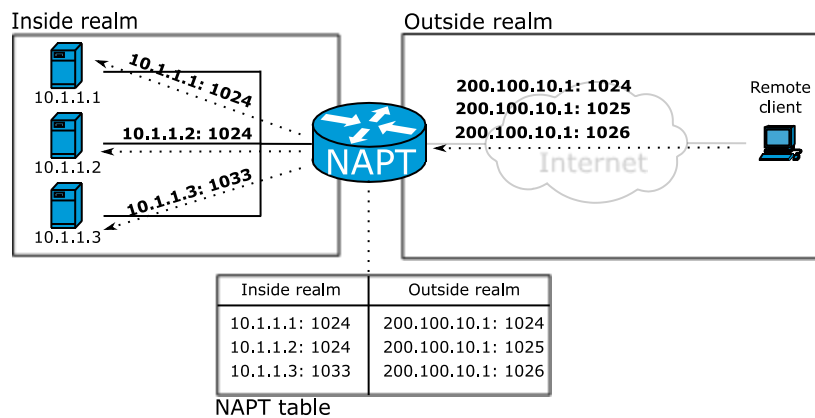 Inside realm
Outside realm
10.1.1.1
10.1.1.2
10.1.1.3
10.1.1.1: 1024
10.1.1.2: 1024
10.1.1.3: 1033
NAPT
200.100.10.1: 1024
200.100.10.1: 1025
200.100.10.1: 1026
Internet
Remote
client
Inside realm Outside realm
10.1.1.1: 1024 200.100.10.1: 1024
10.1.1.2: 1024 200.100.10.1: 1025
10.1.1.3: 1033 200.100.10.1: 1026
NAPT table